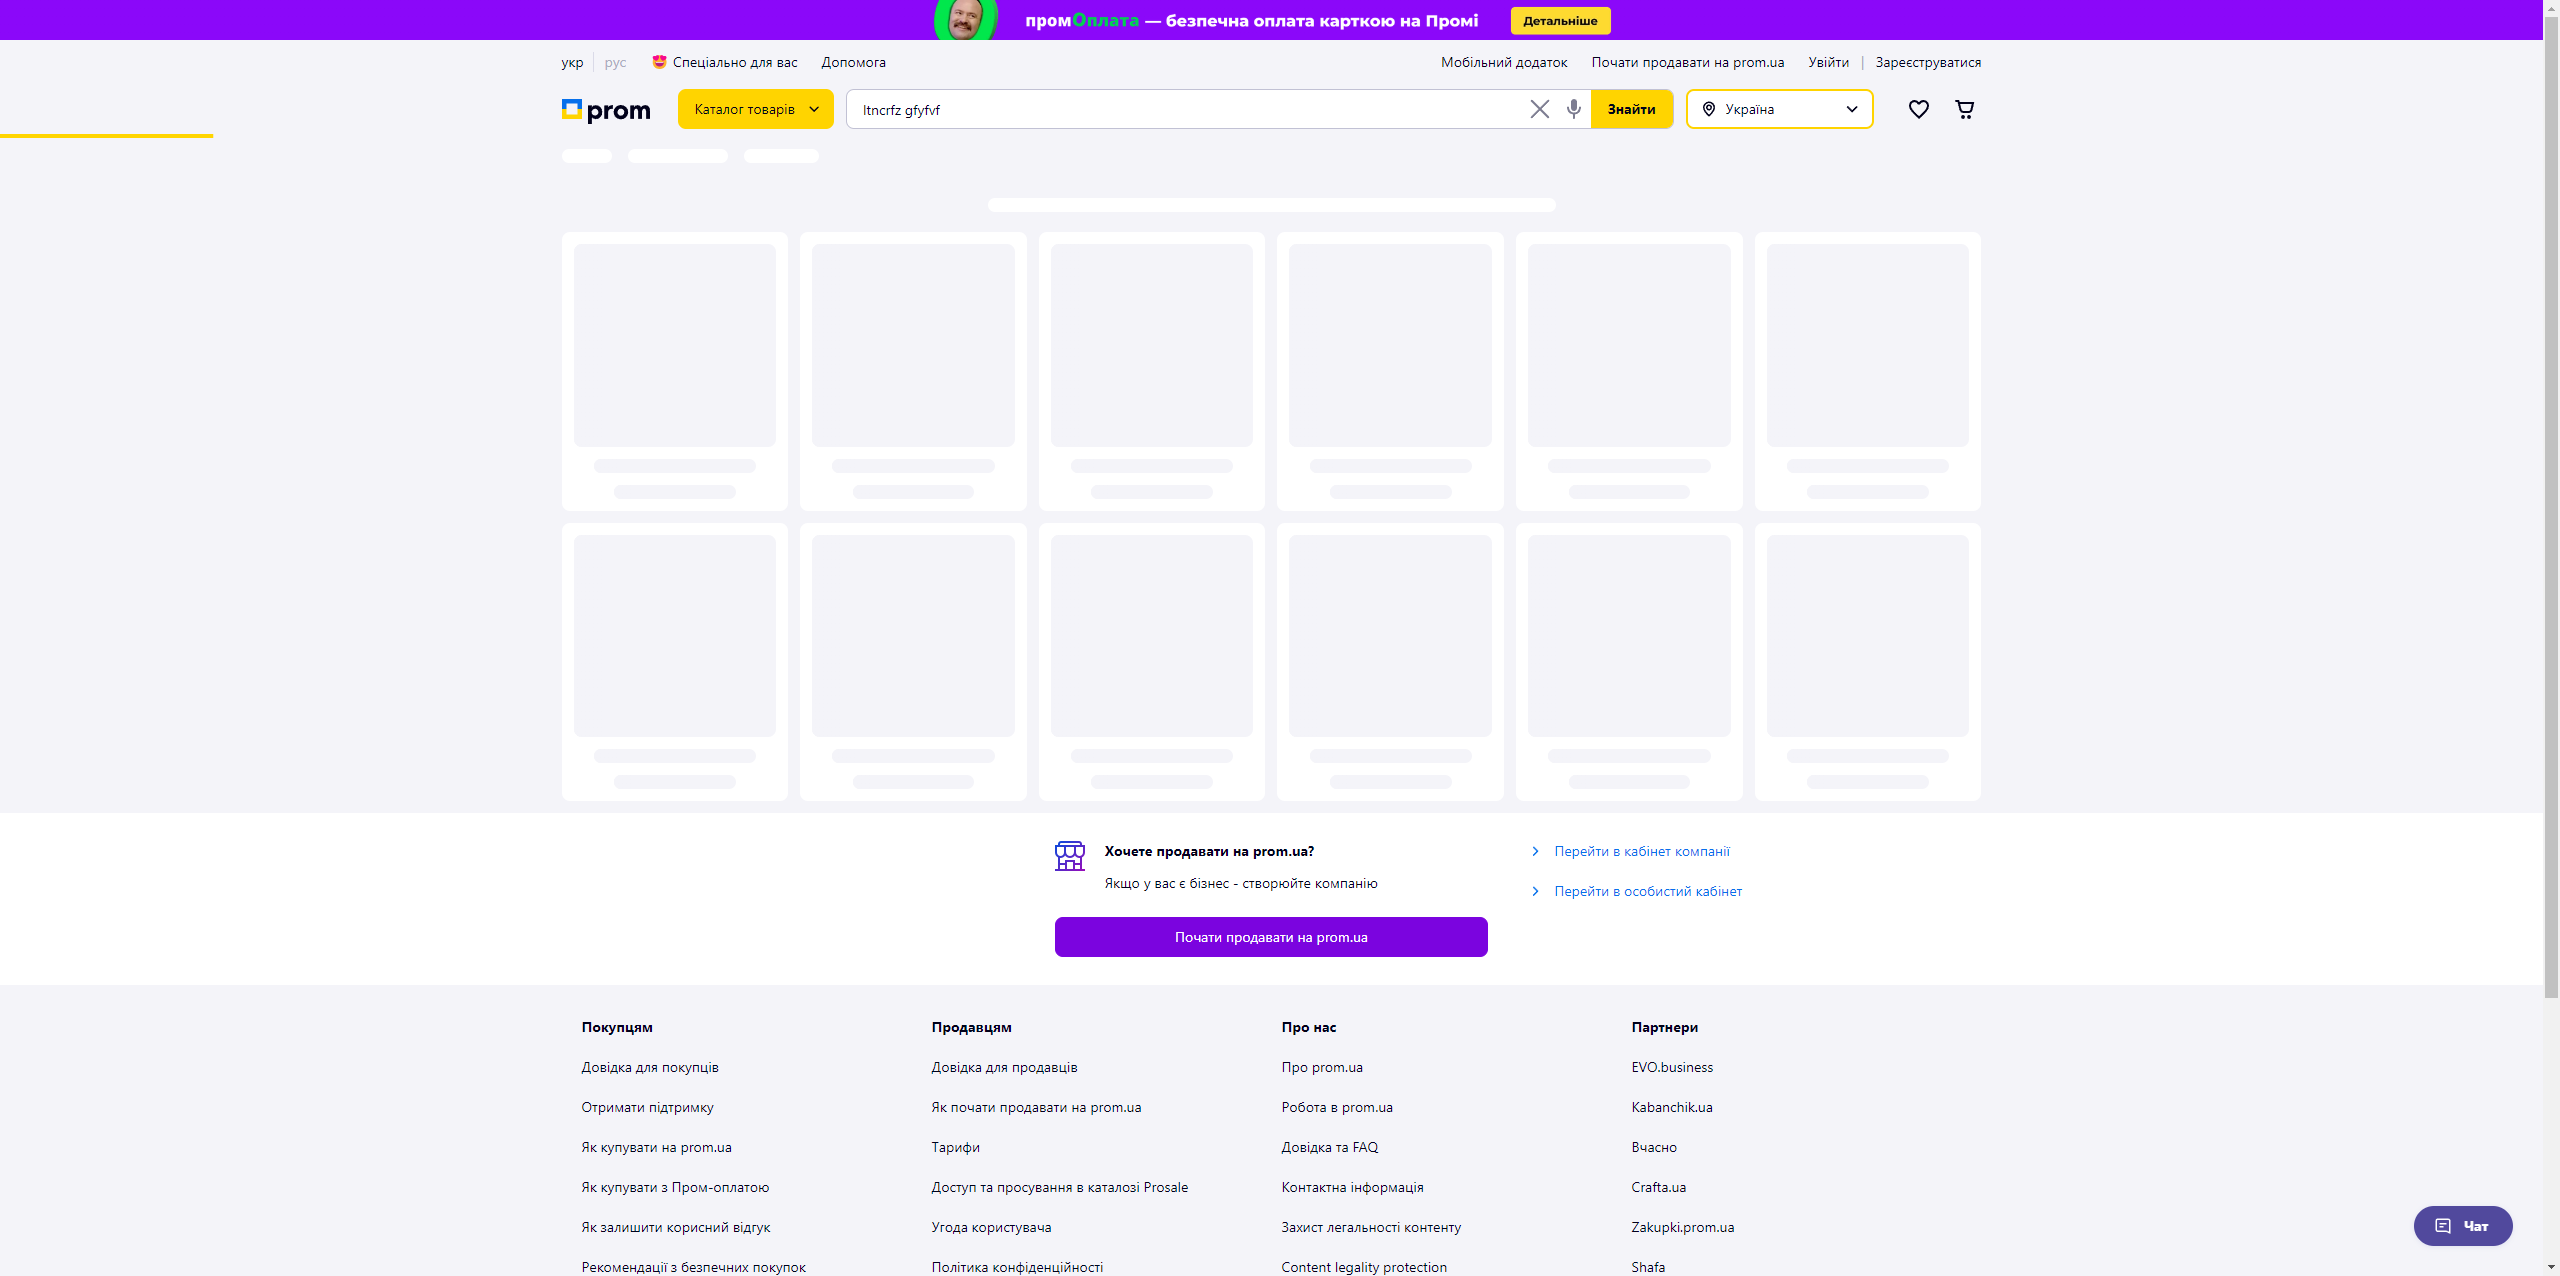 промОплата — безпечна оплата карткою на Промі
Детальніше
укр
рус
Спеціально для вас
Допомога
Мобільний додаток
Почати продавати на prom.ua
Увійти
Зареєструватися
prom
Каталог товарів
ltncrfz gfyfvf
Знайти
Україна
Хочете продавати на prom.ua?
Якщо у вас є бізнес - створюйте компанію
Почати продавати на prom.ua
Перейти в кабінет компанії
Перейти в особистий кабінет
Покупцям
Довідка для покупців
Отримати підтримку
Як купувати на prom.ua
Як купувати з Пром-оплатою
Як залишити корисний відгук
Рекомендації з безпечних покупок
Продавцям
Довідка для продавців
Як почати продавати на prom.ua
Тарифи
Доступ та просування в каталозі Prosale
Угода користувача
Політика конфіденційності
Про нас
Про prom.ua
Робота в prom.ua
Довідка та FAQ
Контактна інформація
Захист легальності контенту
Content legality protection
Партнери
EVO.business
Kabanchik.ua
Вчасно
Crafta.ua
Zakupki.prom.ua
Shafa
Чат